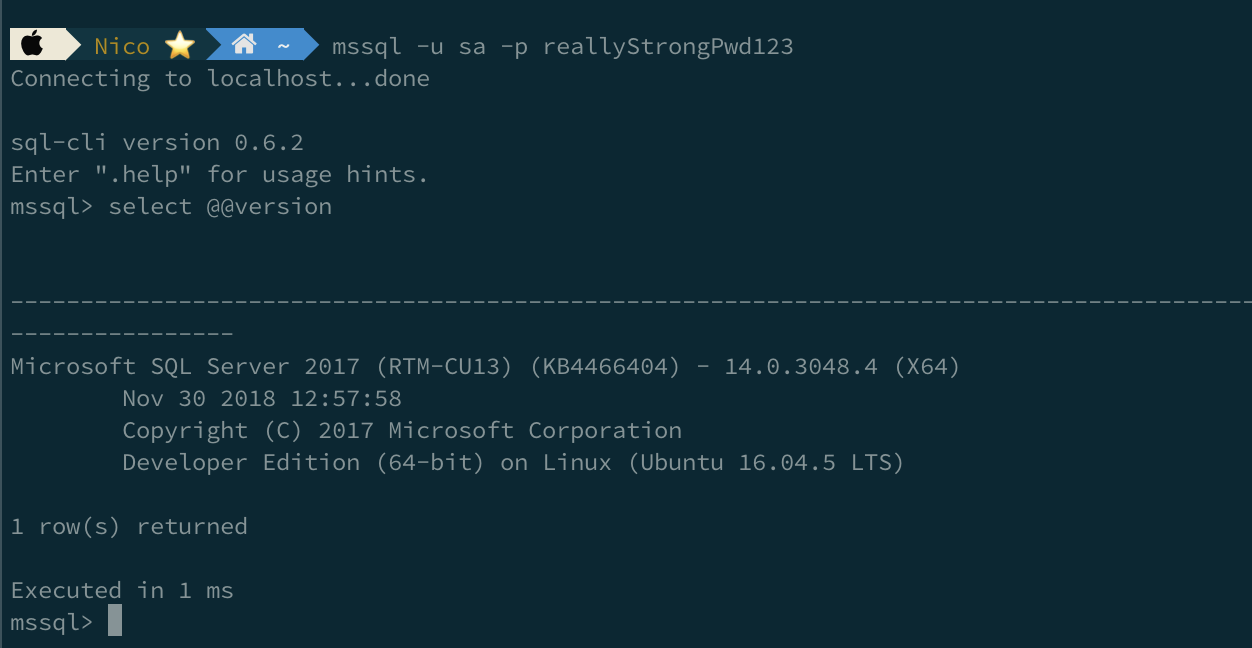 Nico ⭐ ~ mssql -u sa -p reallyStrongPwd123
Connecting to localhost...done
sql-cli version 0.6.2
Enter ".help" for usage hints.
mssql> select @@version
-----------------------------------------------------------------------------------------
----------------
Microsoft SQL Server 2017 (RTM-CU13) (KB4466404) - 14.0.3048.4 (X64)
Nov 30 2018 12:57:58
Copyright (C) 2017 Microsoft Corporation
Developer Edition (64-bit) on Linux (Ubuntu 16.04.5 LTS)
1 row(s) returned
Executed in 1 ms
mssql>